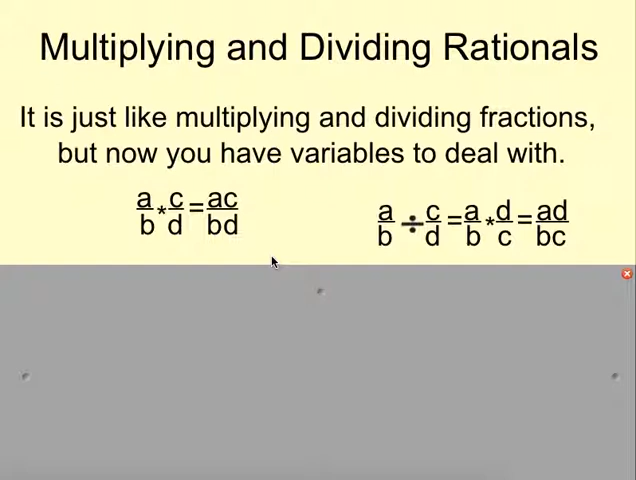 Multiplying and Dividing Rationals
It is just like multiplying and dividing fractions,
but now you have variables to deal with.
a/b * c/d = ac/bd
a/b ÷ c/d = a/b * d/c = ad/bc